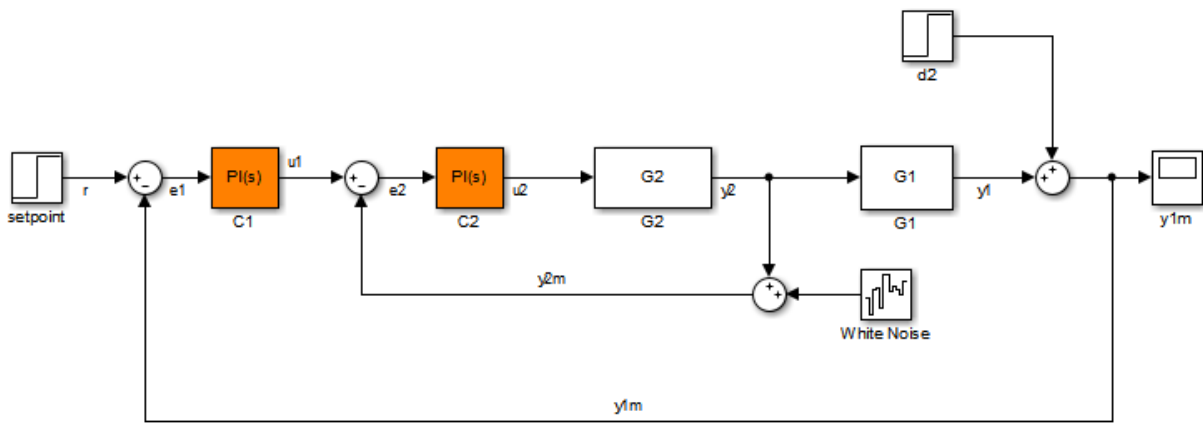 d2
setpoint
r
+
−
e1
PI(s)
C1
u1
+
−
e2
PI(s)
C2
u2
G2
G2
y2
G1
G1
y1
+
+
y1m
y2m
+
+
White Noise
y1m